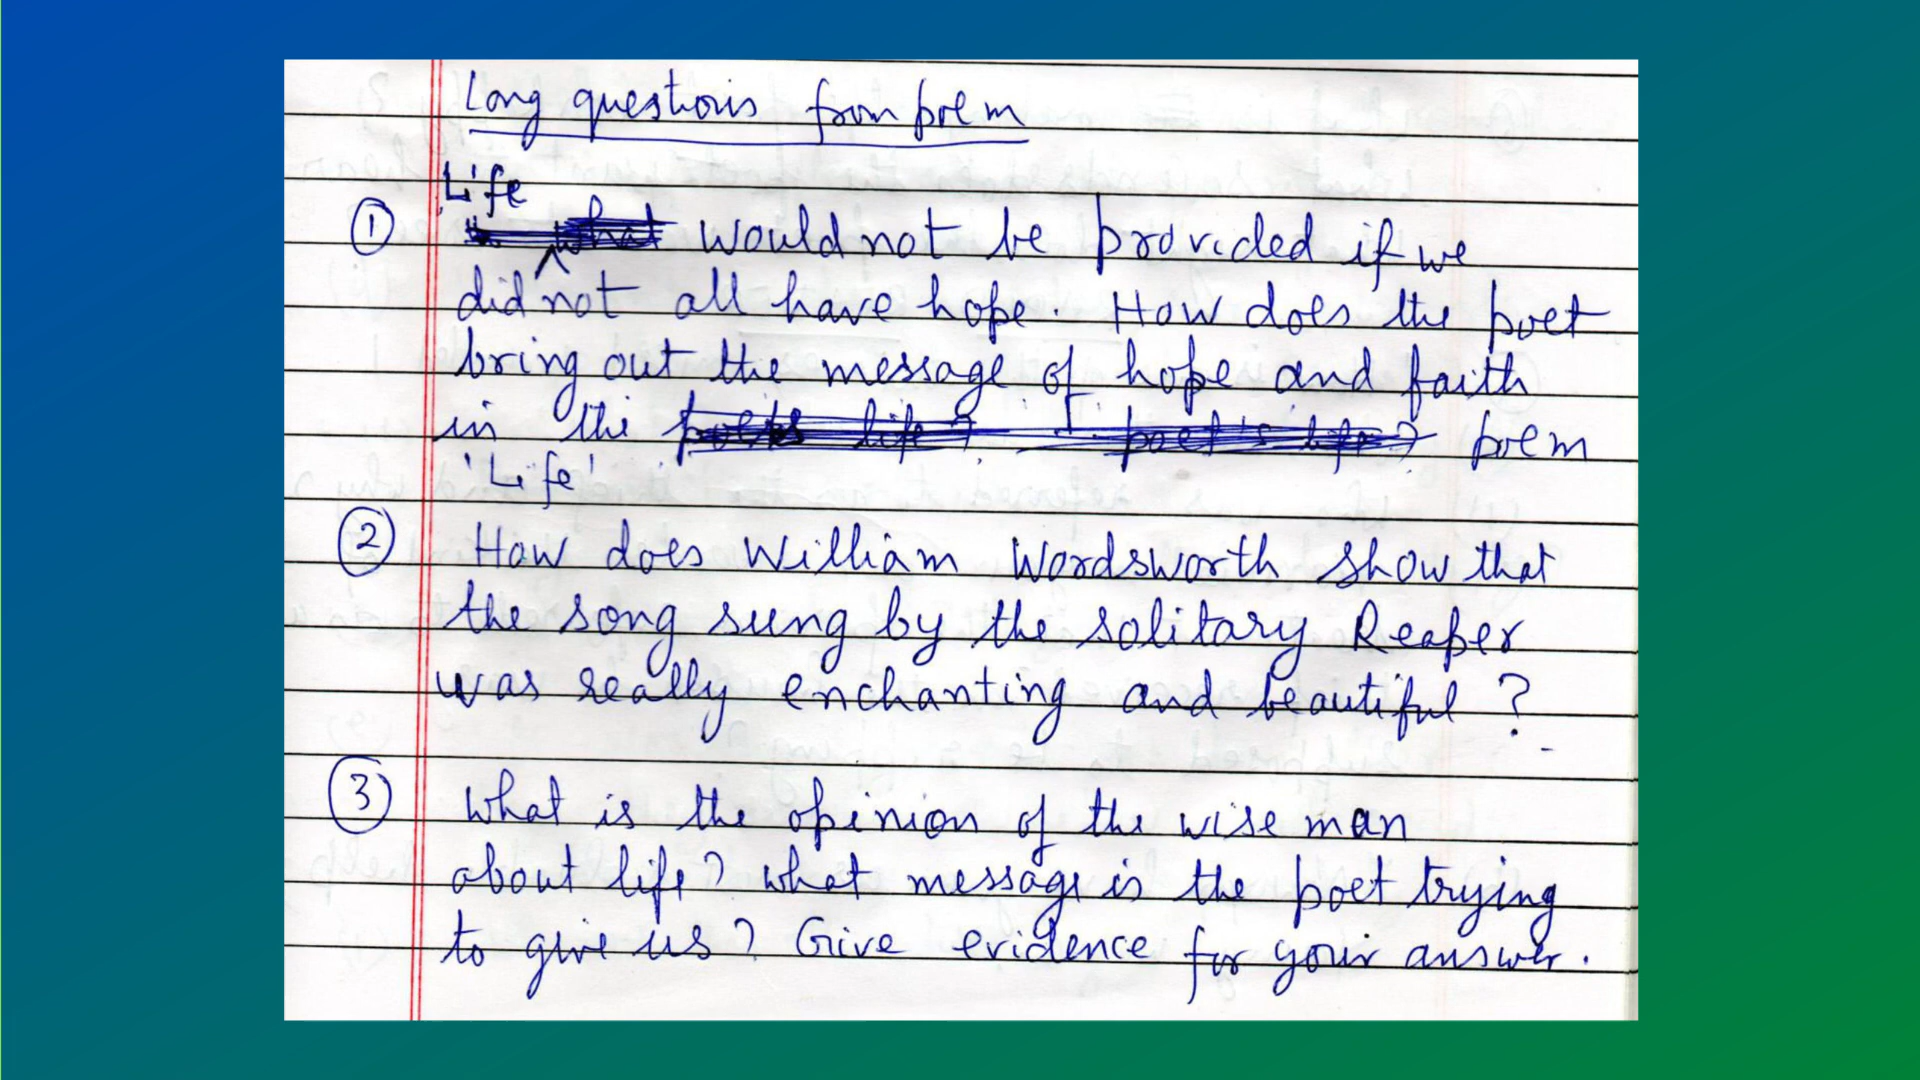 Long questions from poem
Life
① would not be provided if we
did not all have hope. How does the poet
bring out the message of hope and faith
in the poem
'Life'
② How does William Wordsworth show that
the song sung by the solitary Reaper
was really enchanting and beautiful ?
③ What is the opinion of the wise man
about life? what message is the poet trying
to give us? Give evidence for your answer.